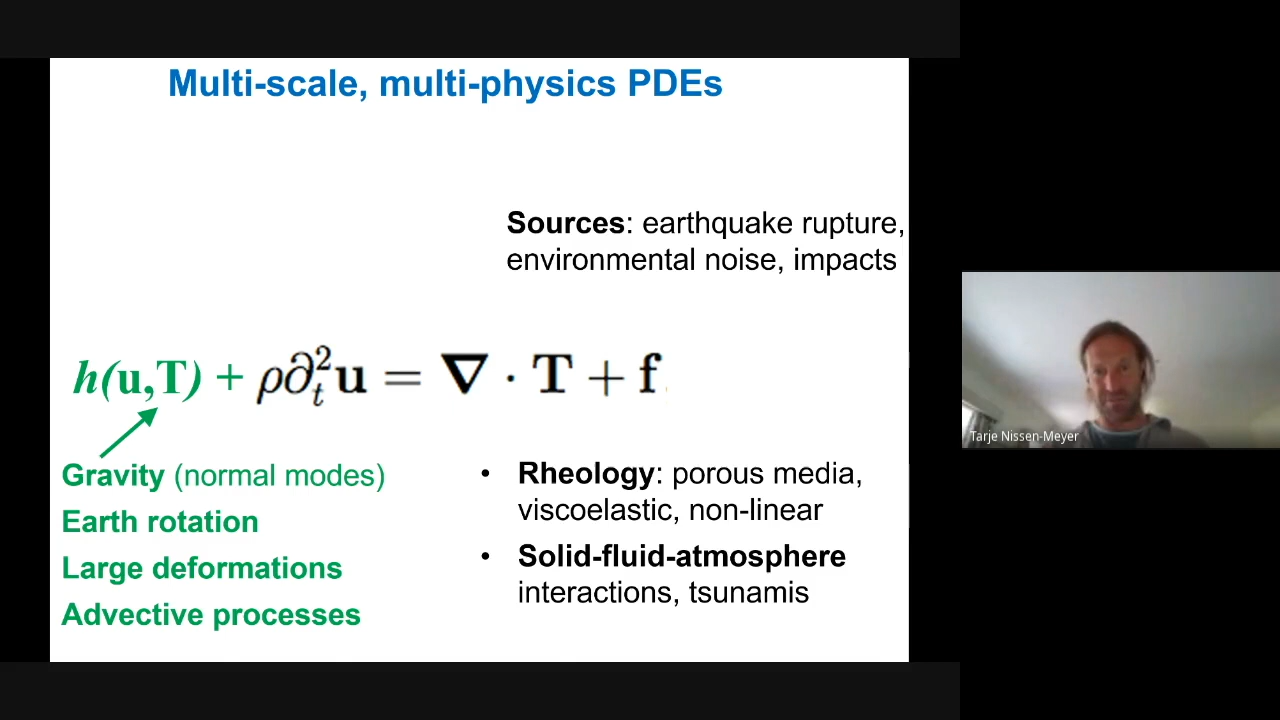 Multi-scale, multi-physics PDEs
Sources: earthquake rupture,
environmental noise, impacts
h(u,T) + ρ∂ₜ²u = ∇ · T + f
Gravity (normal modes)
Earth rotation
Large deformations
Advective processes
• Rheology: porous media,
viscoelastic, non-linear
• Solid-fluid-atmosphere
interactions, tsunamis
Tarje Nissen-Meyer